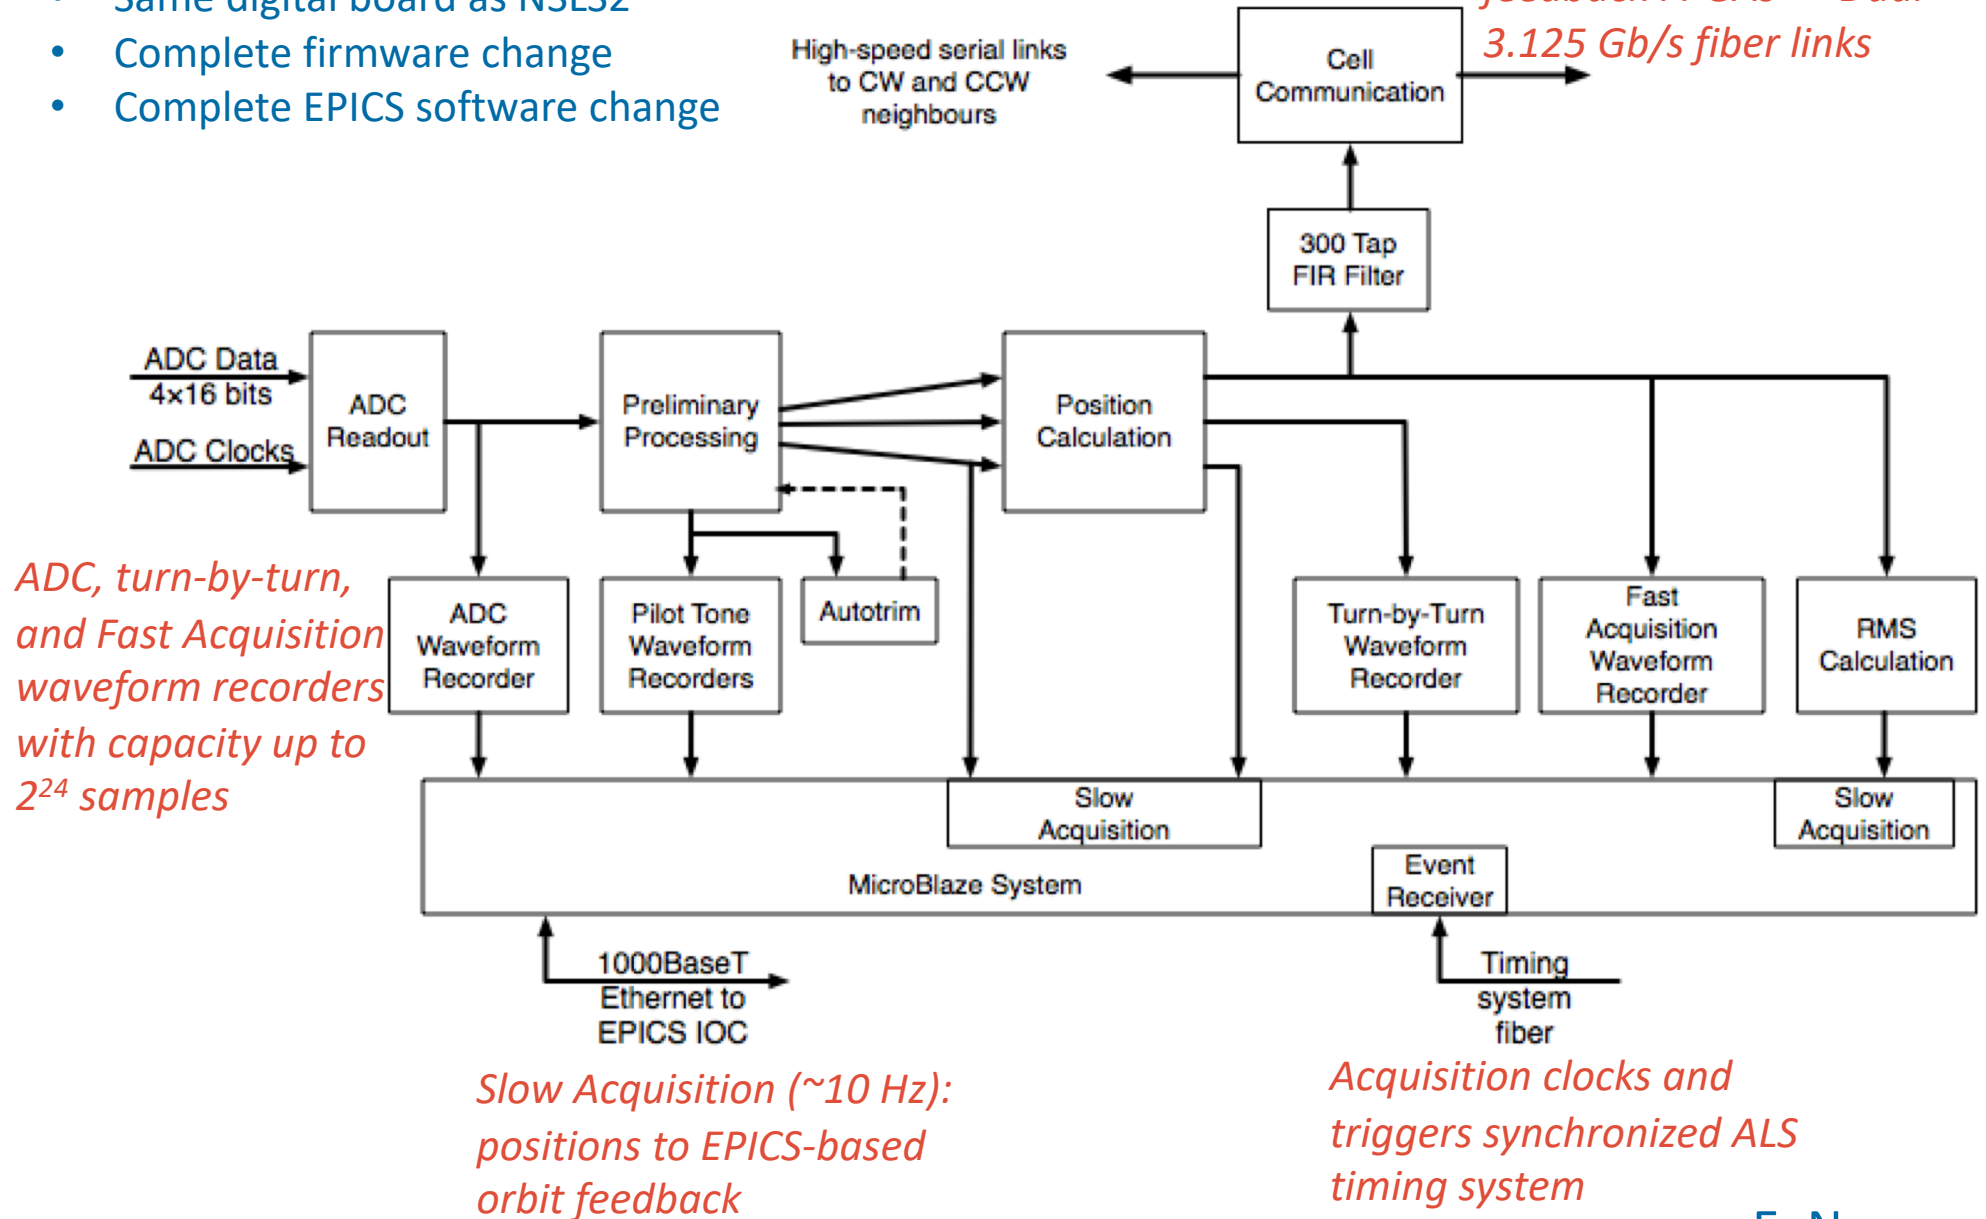 • Same digital board as NSLS2
• Complete firmware change
• Complete EPICS software change
3.125 Gb/s fiber links
High-speed serial links
to CW and CCW
neighbours
Cell
Communication
300 Tap
FIR Filter
ADC Data
4×16 bits
ADC Clocks
ADC
Readout
Preliminary
Processing
Position
Calculation
ADC, turn-by-turn,
and Fast Acquisition
waveform recorders
with capacity up to
2²⁴ samples
ADC
Waveform
Recorder
Pilot Tone
Waveform
Recorders
Autotrim
Turn-by-Turn
Waveform
Recorder
Fast
Acquisition
Waveform
Recorder
RMS
Calculation
Slow
Acquisition
Slow
Acquisition
MicroBlaze System
Event
Receiver
1000BaseT
Ethernet to
EPICS IOC
Timing
system
fiber
Slow Acquisition (~10 Hz):
positions to EPICS-based
orbit feedback
Acquisition clocks and
triggers synchronized ALS
timing system